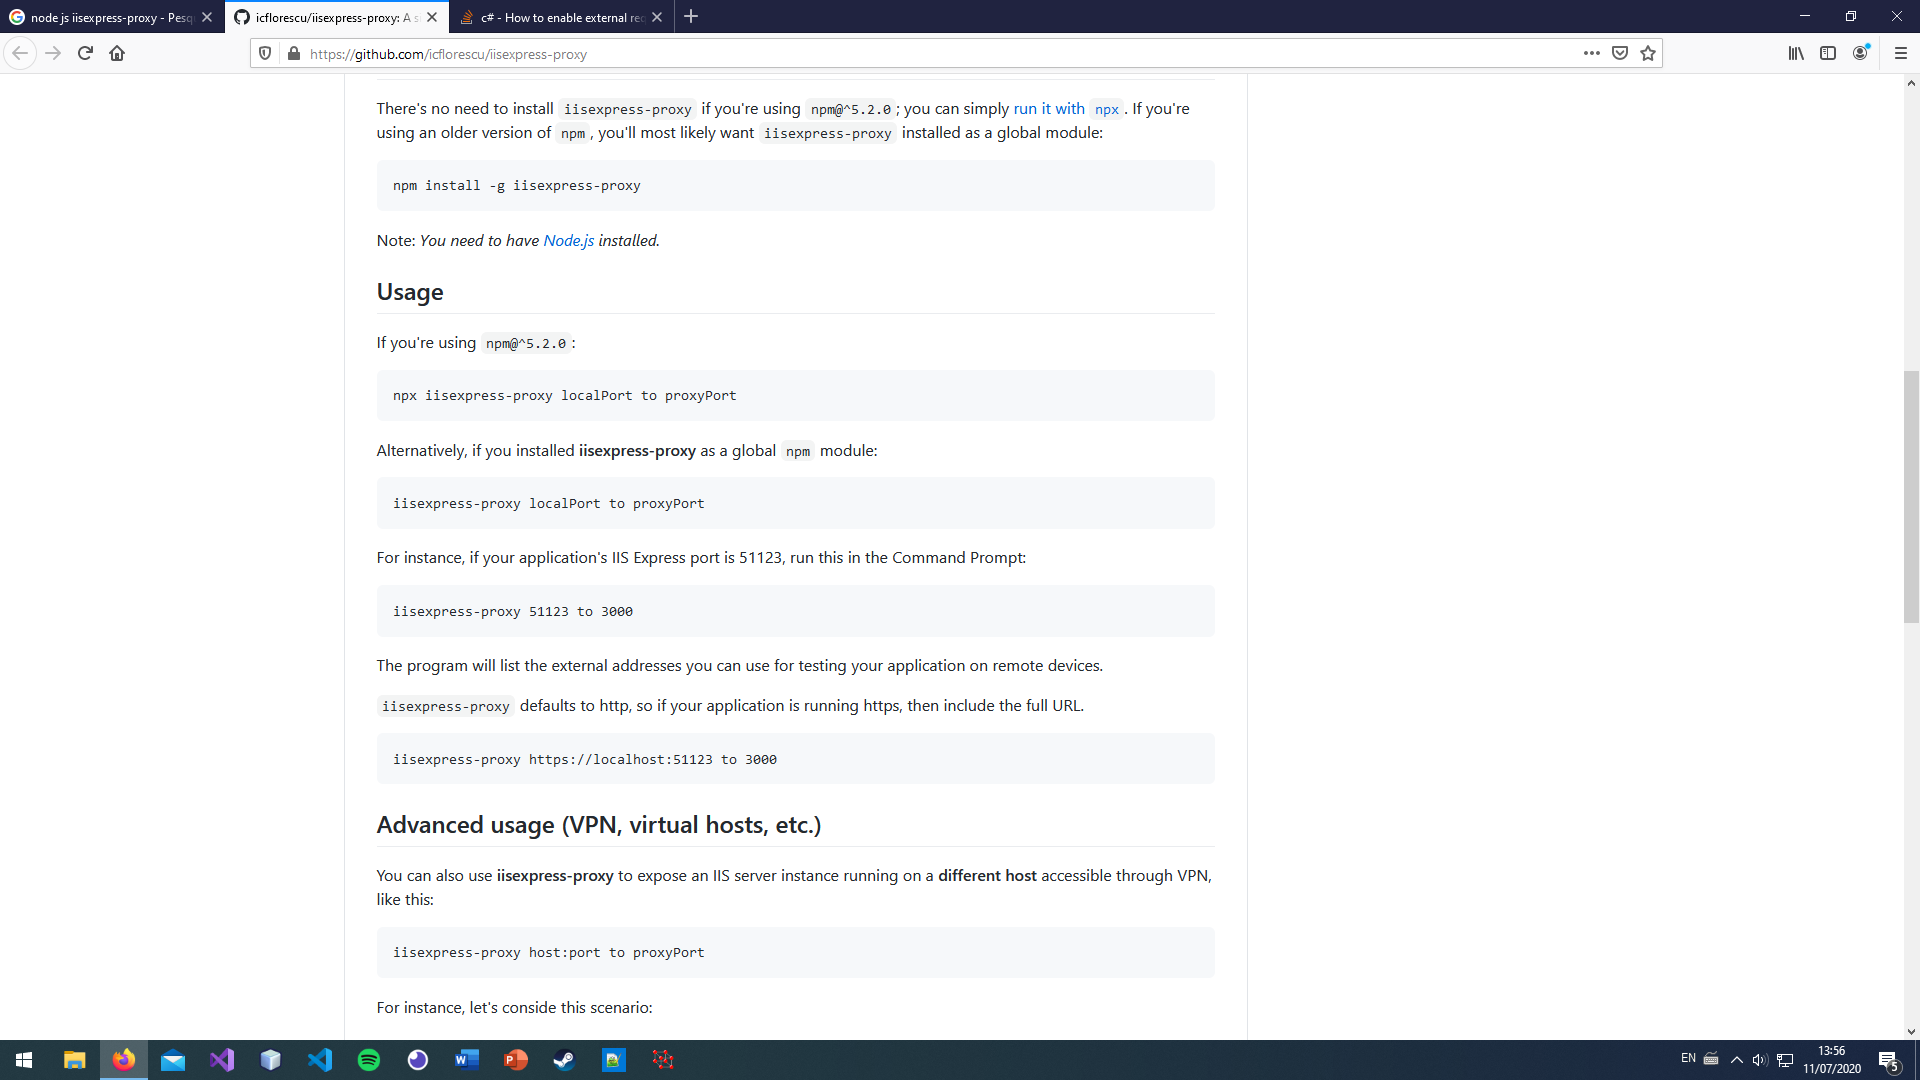 node js iisexpress-proxy - Pesq
icflorescu/iisexpress-proxy: A s
c# - How to enable external req
https://github.com/icflorescu/iisexpress-proxy
There's no need to install iisexpress-proxy if you're using npm@^5.2.0 ; you can simply run it with npx . If you're
using an older version of npm , you'll most likely want iisexpress-proxy installed as a global module:
npm install -g iisexpress-proxy
Note: You need to have Node.js installed.
Usage
If you're using npm@^5.2.0 :
npx iisexpress-proxy localPort to proxyPort
Alternatively, if you installed iisexpress-proxy as a global npm module:
iisexpress-proxy localPort to proxyPort
For instance, if your application's IIS Express port is 51123, run this in the Command Prompt:
iisexpress-proxy 51123 to 3000
The program will list the external addresses you can use for testing your application on remote devices.
iisexpress-proxy defaults to http, so if your application is running https, then include the full URL.
iisexpress-proxy https://localhost:51123 to 3000
Advanced usage (VPN, virtual hosts, etc.)
You can also use iisexpress-proxy to expose an IIS server instance running on a different host accessible through VPN,
like this:
iisexpress-proxy host:port to proxyPort
For instance, let's conside this scenario:
EN
13:56
11/07/2020
5